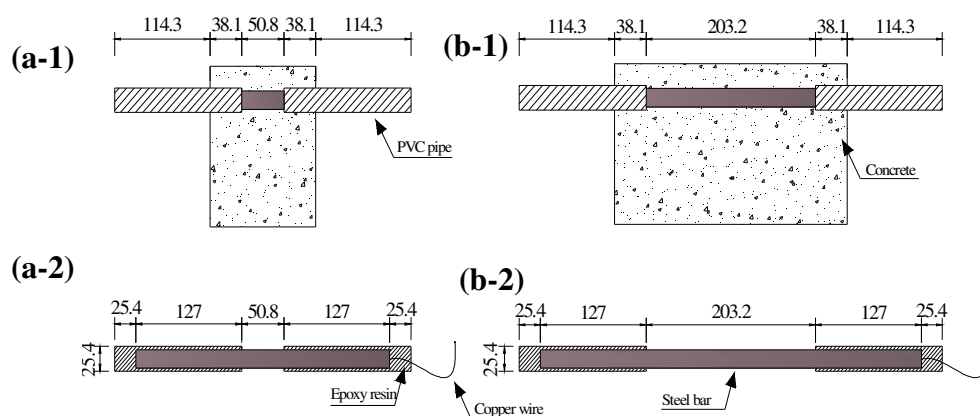 114.3 38.1 50.8 38.1 114.3
(a-1)
PVC pipe
114.3 38.1 203.2 38.1 114.3
(b-1)
Concrete
(a-2)
25.4 127 50.8 127 25.4
25.4
Epoxy resin
Copper wire
(b-2)
25.4 127 203.2 127 25.4
25.4
Steel bar